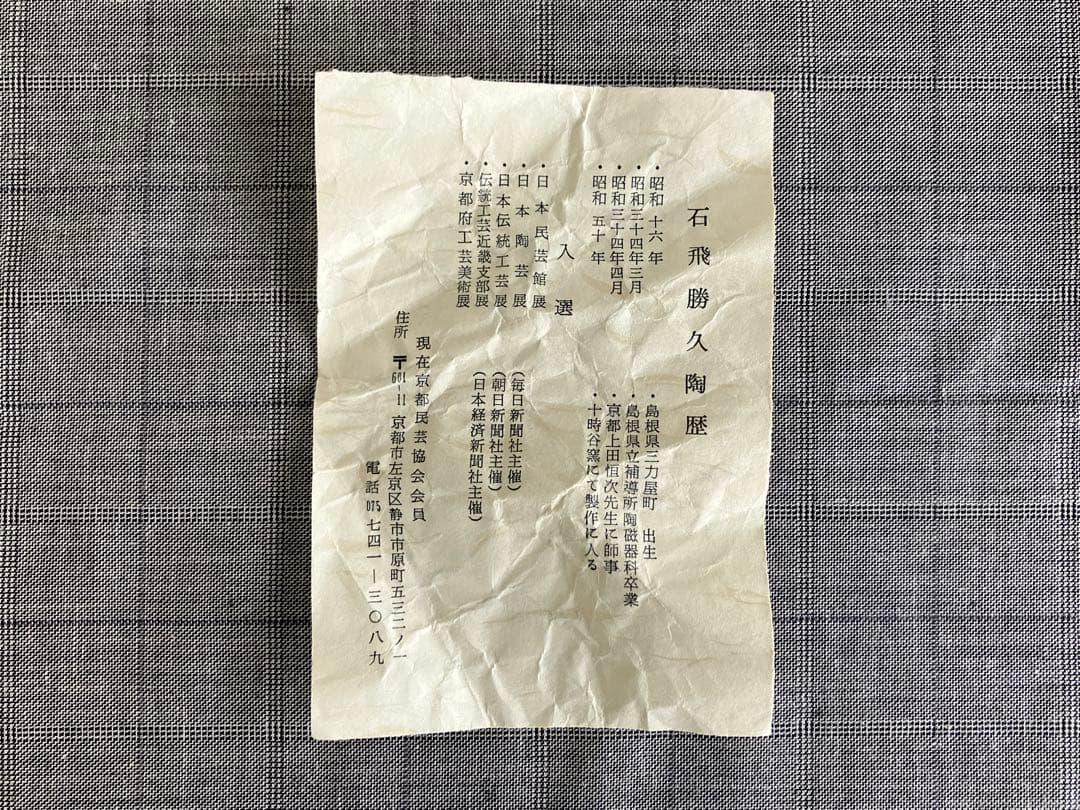 石飛勝久陶歴
・昭和十六年 ・島根県三刀屋町 出生
・昭和三十四年三月 ・島根県立補導所陶磁器科卒業
・昭和三十四年四月 ・京都上田恒次先生に師事
・昭和五十年 ・十時谷窯にて製作に入る
入選
・日本民芸館展
・日本陶芸展 (毎日新聞社主催)
・日本伝統工芸展 (朝日新聞社主催)
・伝統工芸近畿支部展 (日本経済新聞社主催)
・京都府工芸美術展
現在京都民芸協会会員
住所 〒601-11 京都市左京区静市市原町五三二ノ一
電話 075 七四一―三〇八九